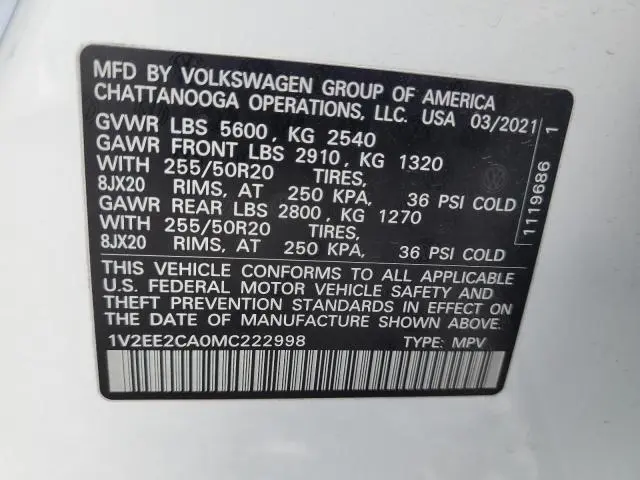 MFD BY VOLKSWAGEN GROUP OF AMERICA
CHATTANOOGA OPERATIONS, LLC. USA 03/2021
GVWR LBS 5600, KG 2540
GAWR FRONT LBS 2910, KG 1320
WITH 255/50R20 TIRES,
8JX20 RIMS, AT 250 KPA, 36 PSI COLD
GAWR REAR LBS 2800, KG 1270
WITH 255/50R20 TIRES,
8JX20 RIMS, AT 250 KPA, 36 PSI COLD
THIS VEHICLE CONFORMS TO ALL APPLICABLE
U.S. FEDERAL MOTOR VEHICLE SAFETY AND
THEFT PREVENTION STANDARDS IN EFFECT ON
THE DATE OF MANUFACTURE SHOWN ABOVE.
1V2EE2CA0MC222998 TYPE: MPV
1119686 1